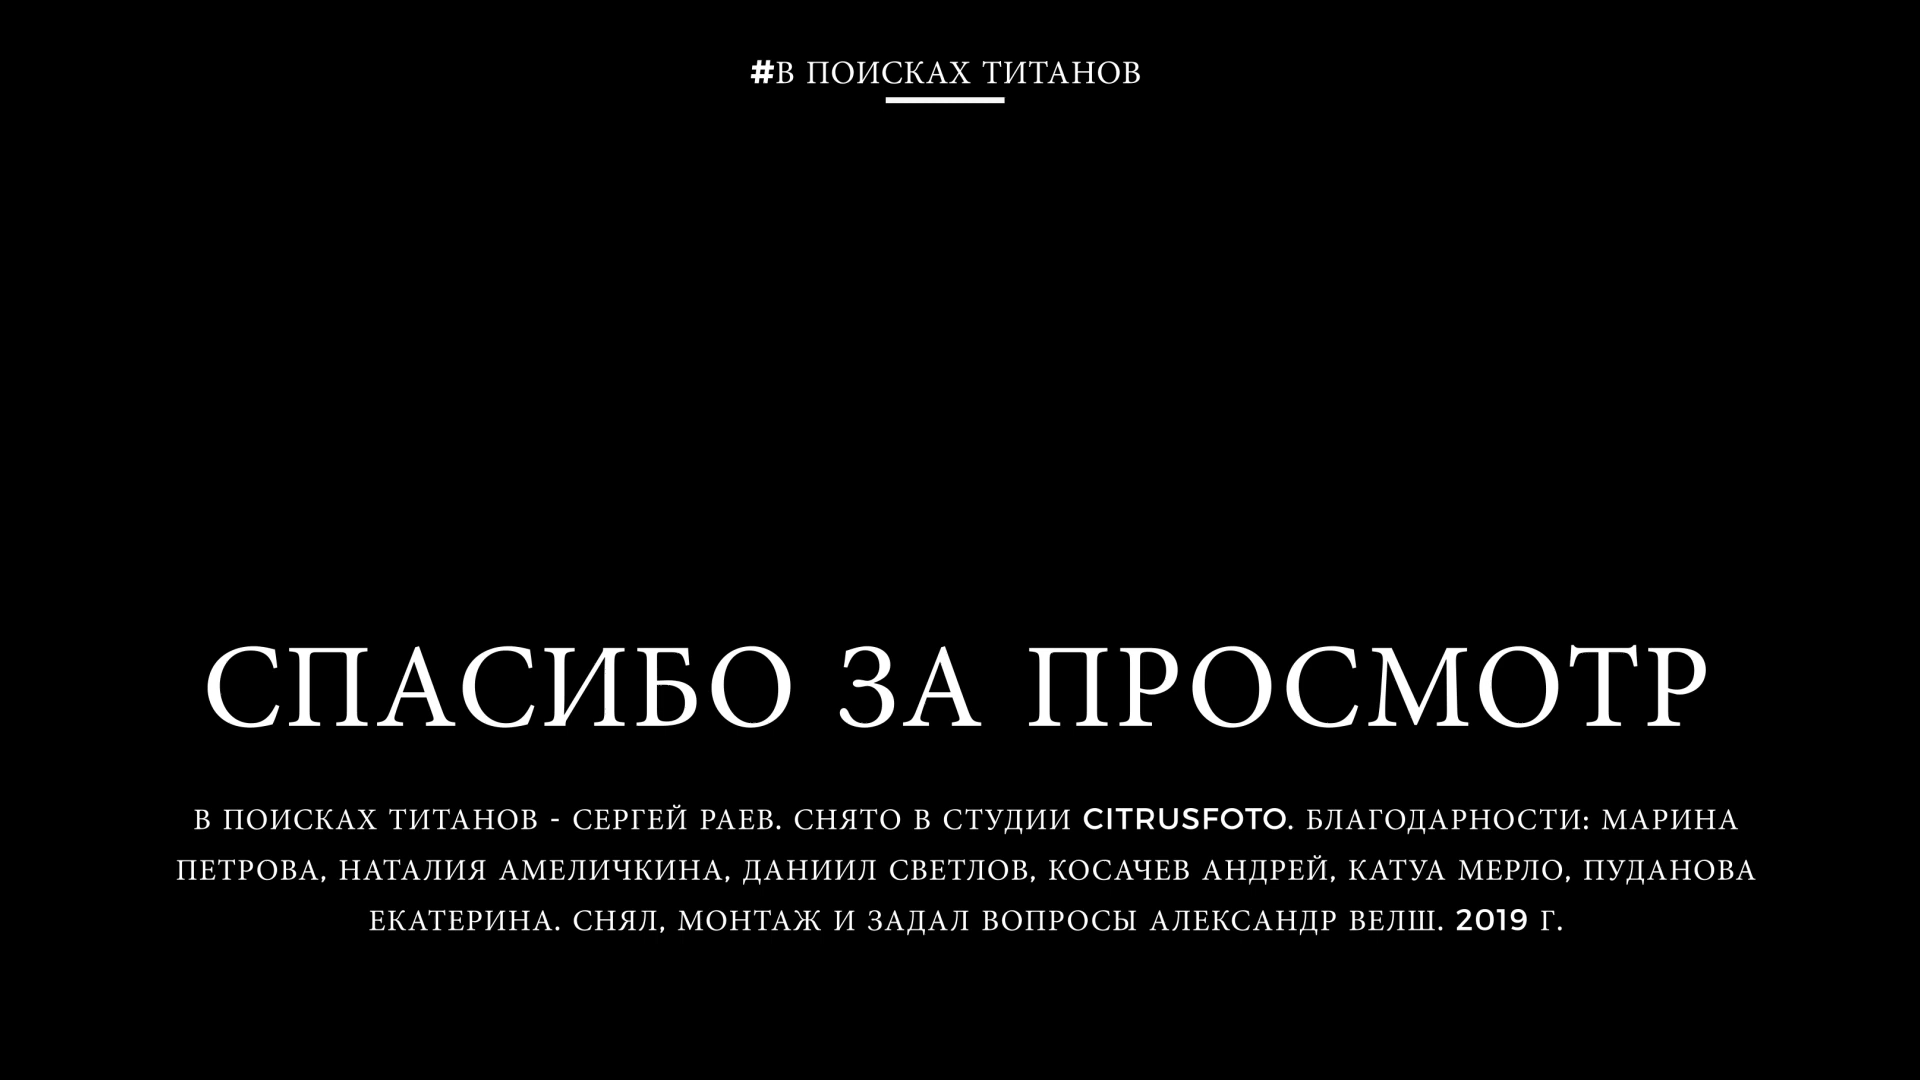 #В ПОИСКАХ ТИТАНОВ
СПАСИБО ЗА ПРОСМОТР
В ПОИСКАХ ТИТАНОВ - СЕРГЕЙ РАЕВ. СНЯТО В СТУДИИ CITRUSFOTO. БЛАГОДАРНОСТИ: МАРИНА
ПЕТРОВА, НАТАЛИЯ АМЕЛИЧКИНА, ДАНИИЛ СВЕТЛОВ, КОСАЧЕВ АНДРЕЙ, КАТУА МЕРЛО, ПУДАНОВА
ЕКАТЕРИНА. СНЯЛ, МОНТАЖ И ЗАДАЛ ВОПРОСЫ АЛЕКСАНДР ВЕЛШ. 2019 Г.